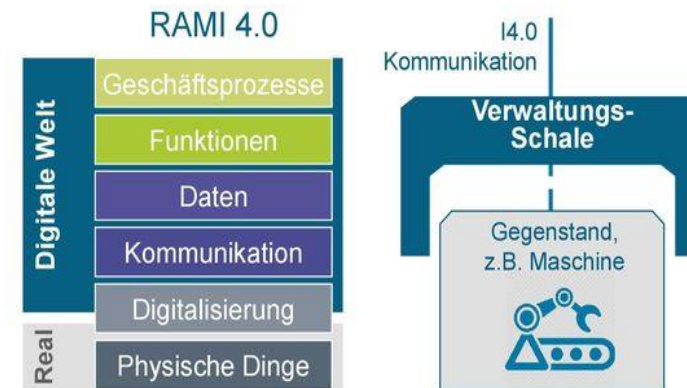 RAMI 4.0
Digitale Welt
Geschäftsprozesse
Funktionen
Daten
Kommunikation
Digitalisierung
Real
Physische Dinge
I4.0
Kommunikation
Verwaltungs-
Schale
Gegenstand,
z.B. Maschine